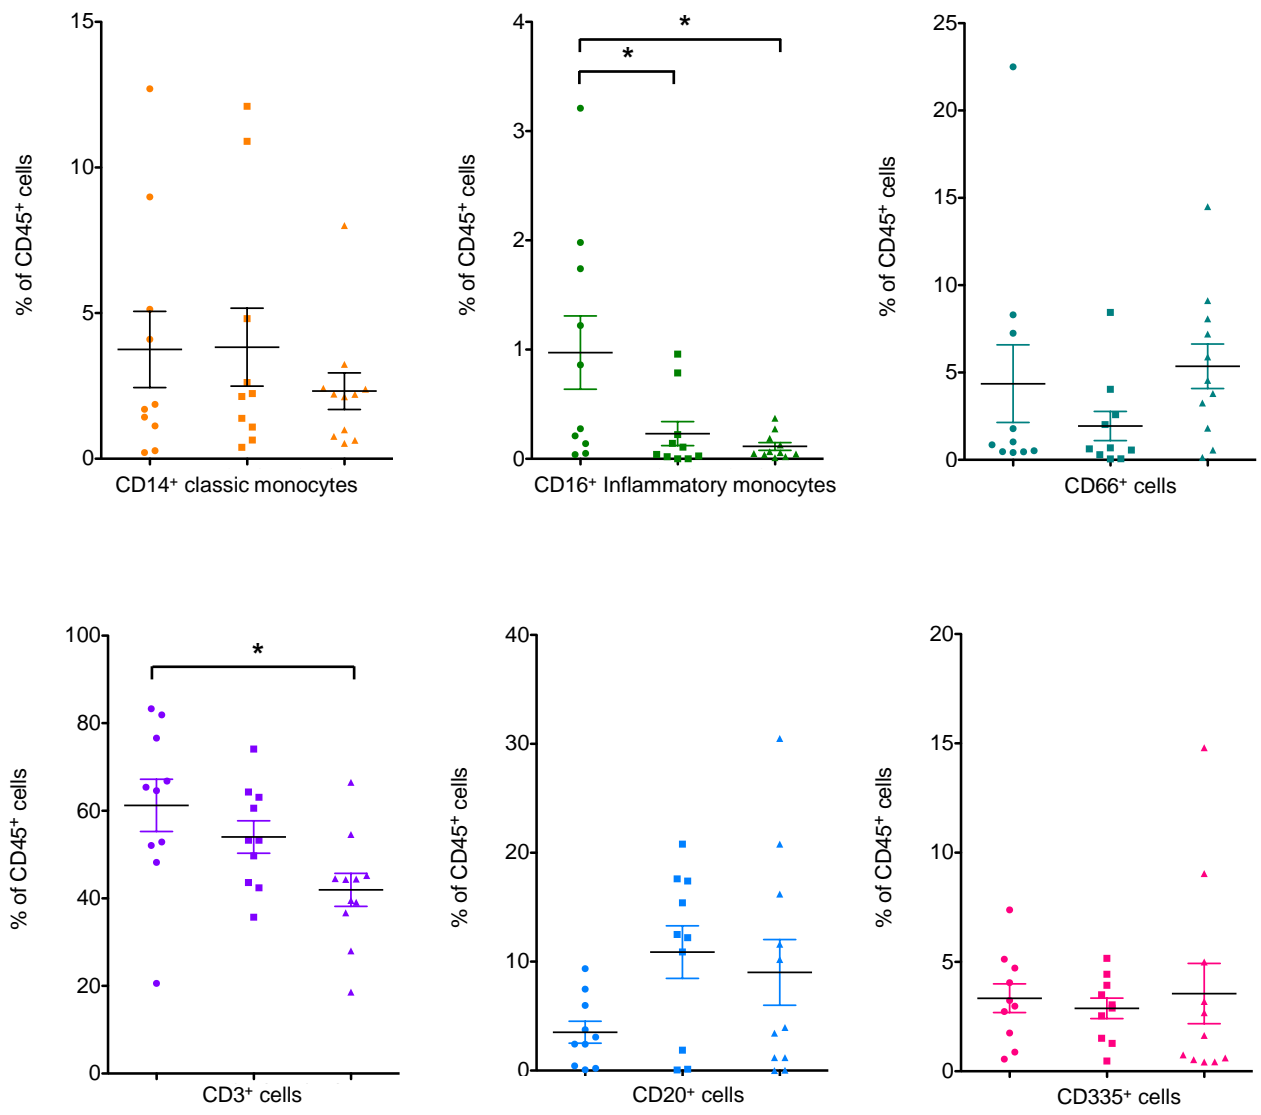 15
10
5
0
% of CD45⁺ cells
CD14⁺ classic monocytes
4
3
2
1
0
% of CD45⁺ cells
*
*
CD16⁺ Inflammatory monocytes
25
20
15
10
5
0
% of CD45⁺ cells
CD66⁺ cells
100
80
60
40
20
0
% of CD45⁺ cells
*
CD3⁺ cells
40
30
20
10
0
% of CD45⁺ cells
CD20⁺ cells
20
15
10
5
0
% of CD45⁺ cells
CD335⁺ cells